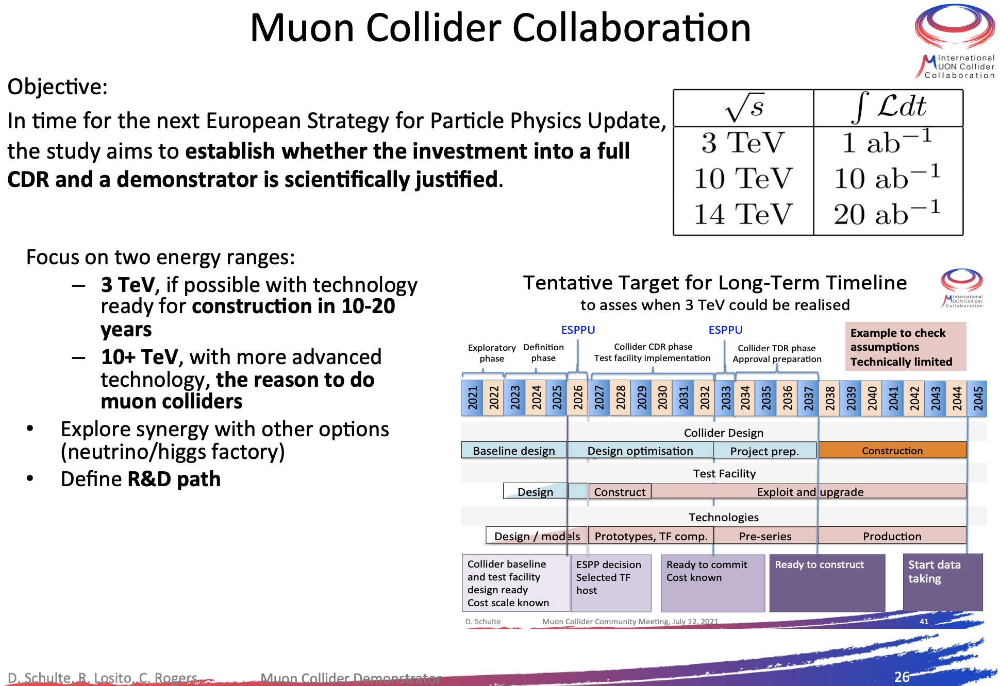 Muon Collider Collaboration
International
MUON Collider
Collaboration
Objective:
In time for the next European Strategy for Particle Physics Update,
the study aims to establish whether the investment into a full
CDR and a demonstrator is scientifically justified.
√s ∫ ℒdt
3 TeV 1 ab⁻¹
10 TeV 10 ab⁻¹
14 TeV 20 ab⁻¹
Focus on two energy ranges:
– 3 TeV, if possible with technology
ready for construction in 10-20
years
– 10+ TeV, with more advanced
technology, the reason to do
muon colliders
• Explore synergy with other options
(neutrino/higgs factory)
• Define R&D path
Tentative Target for Long-Term Timeline
to asses when 3 TeV could be realised
International
MUON Collider
Collaboration
ESPPU
ESPPU
Example to check
assumptions
Technically limited
Exploratory
phase
Definition
phase
Collider CDR phase
Test facility implementation
Collider TDR phase
Approval preparation
2021 2022 2023 2024 2025 2026 2027 2028 2029 2030 2031 2032 2033 2034 2035 2036 2037 2038 2039 2040 2041 2042 2043 2044 2045
Collider Design
Baseline design Design optimisation Project prep. Construction
Test Facility
Design Construct Exploit and upgrade
Technologies
Design / models Prototypes, TF comp. Pre-series Production
Collider baseline
and test facility
design ready
Cost scale known
ESPP decision
Selected TF
host
Ready to commit
Cost known
Ready to construct
Start data
taking
D. Schulte Muon Collider Community Meeting, July 12, 2021 41
D. Schulte, R. Losito, C. Rogers Muon Collider Demonstrator 26